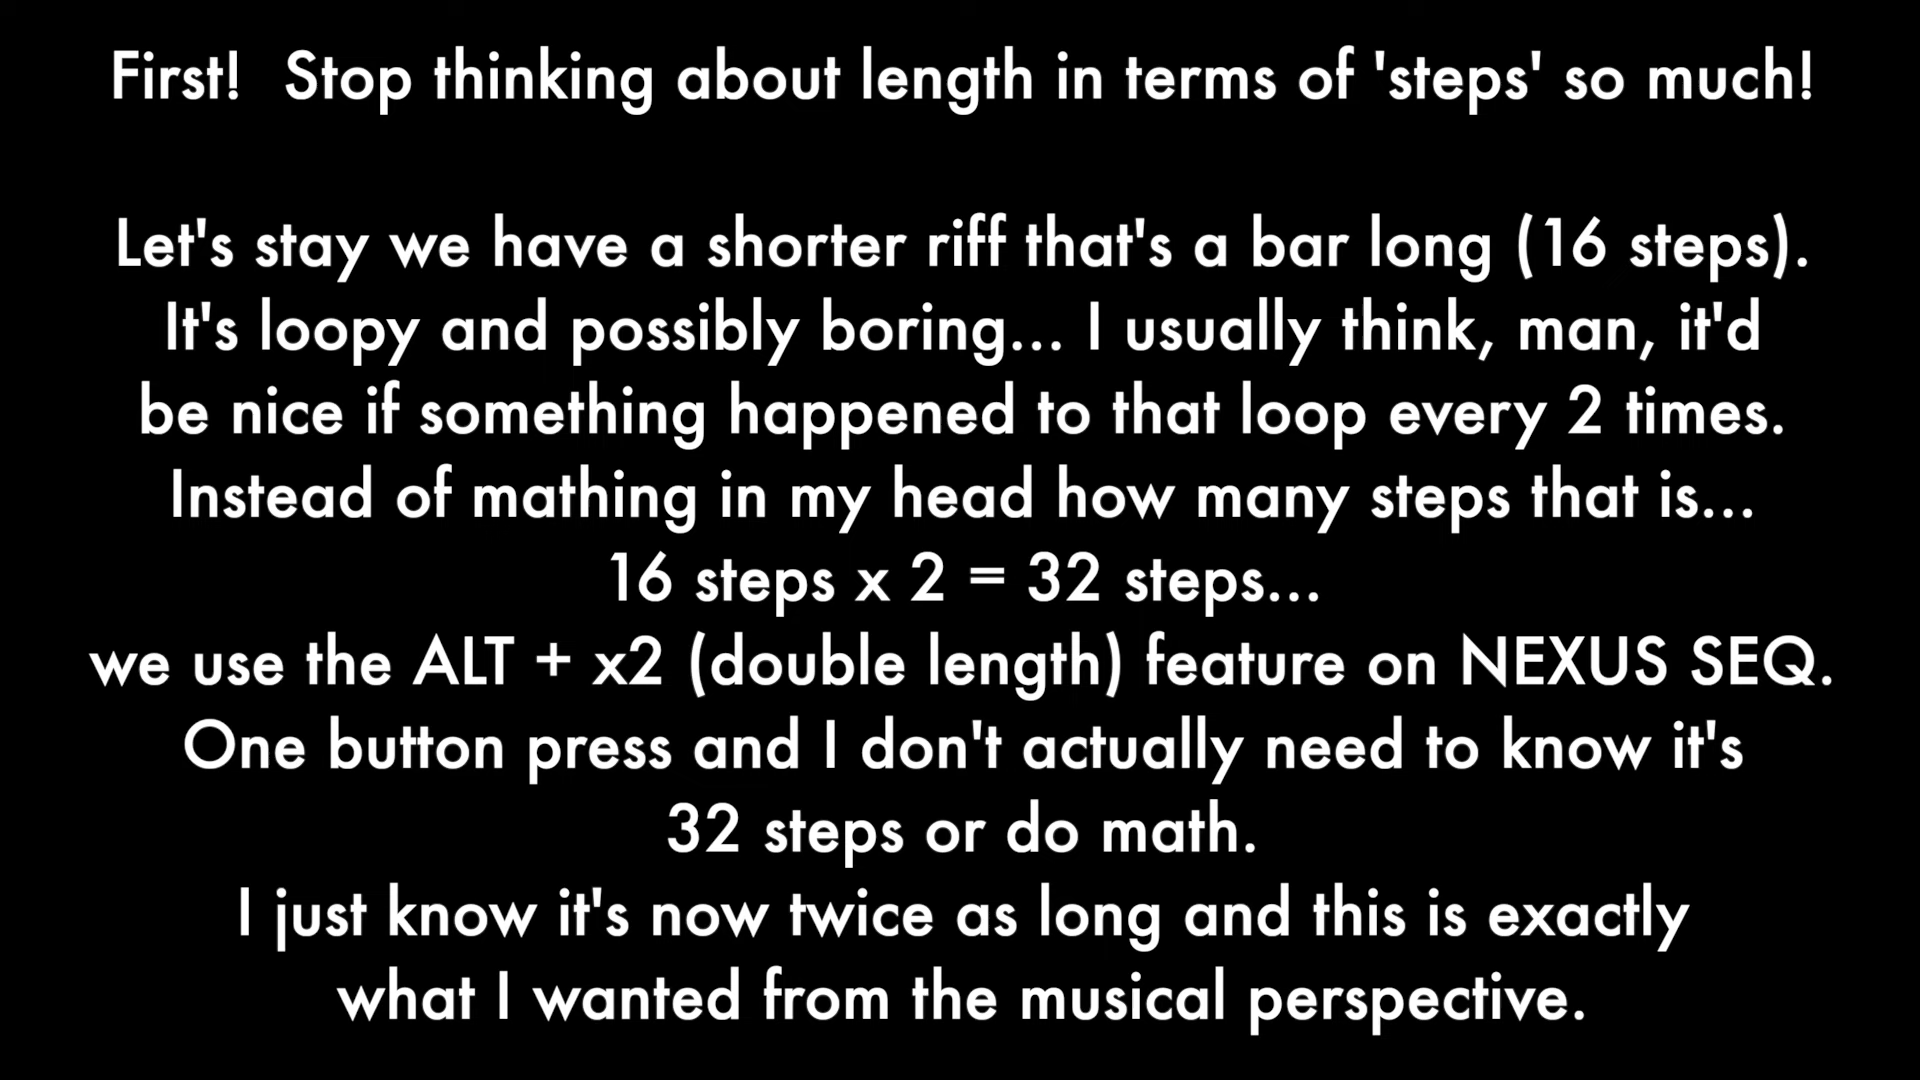 First!  Stop thinking about length in terms of 'steps' so much!
Let's stay we have a shorter riff that's a bar long (16 steps).
It's loopy and possibly boring... I usually think, man, it'd
be nice if something happened to that loop every 2 times.
Instead of mathing in my head how many steps that is...
16 steps x 2 = 32 steps...
we use the ALT + x2 (double length) feature on NEXUS SEQ.
One button press and I don't actually need to know it's
32 steps or do math.
I just know it's now twice as long and this is exactly
what I wanted from the musical perspective.